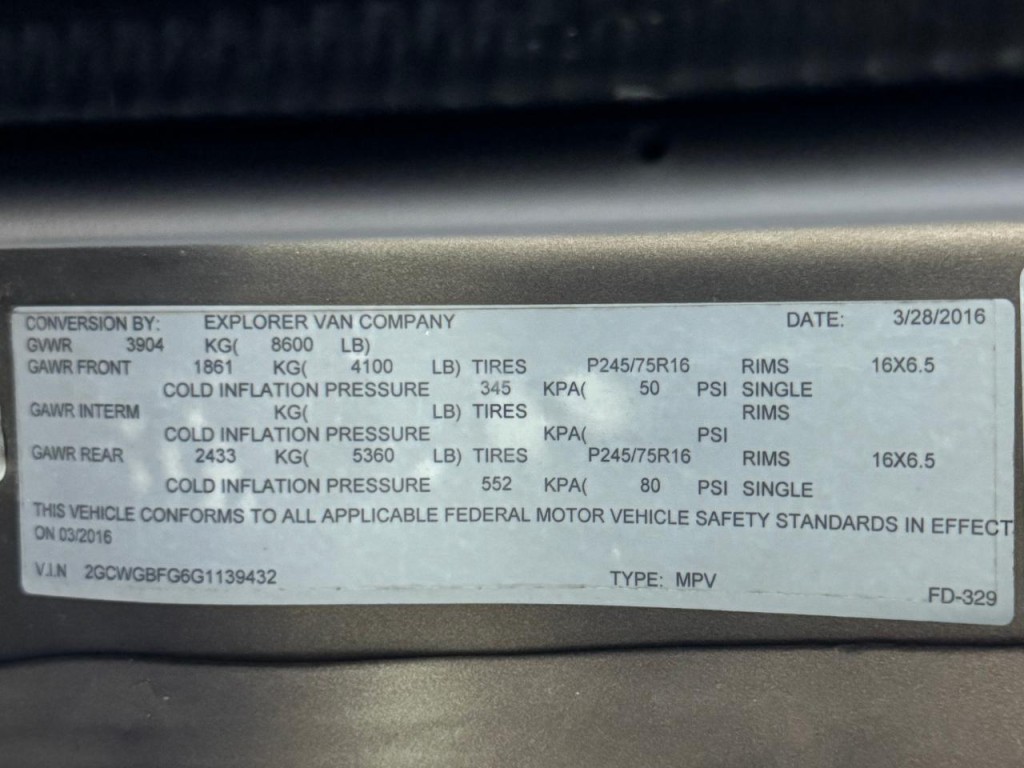 CONVERSION BY: EXPLORER VAN COMPANY DATE: 3/28/2016
GVWR 3904 KG( 8600 LB)
GAWR FRONT 1861 KG( 4100 LB) TIRES P245/75R16 RIMS 16X6.5
COLD INFLATION PRESSURE 345 KPA( 50 PSI SINGLE
GAWR INTERM KG( LB) TIRES RIMS
COLD INFLATION PRESSURE KPA( PSI
GAWR REAR 2433 KG( 5360 LB) TIRES P245/75R16 RIMS 16X6.5
COLD INFLATION PRESSURE 552 KPA( 80 PSI SINGLE
THIS VEHICLE CONFORMS TO ALL APPLICABLE FEDERAL MOTOR VEHICLE SAFETY STANDARDS IN EFFECT
ON 03/2016
V.I.N 2GCWGBFG6G1139432 TYPE: MPV
FD-329